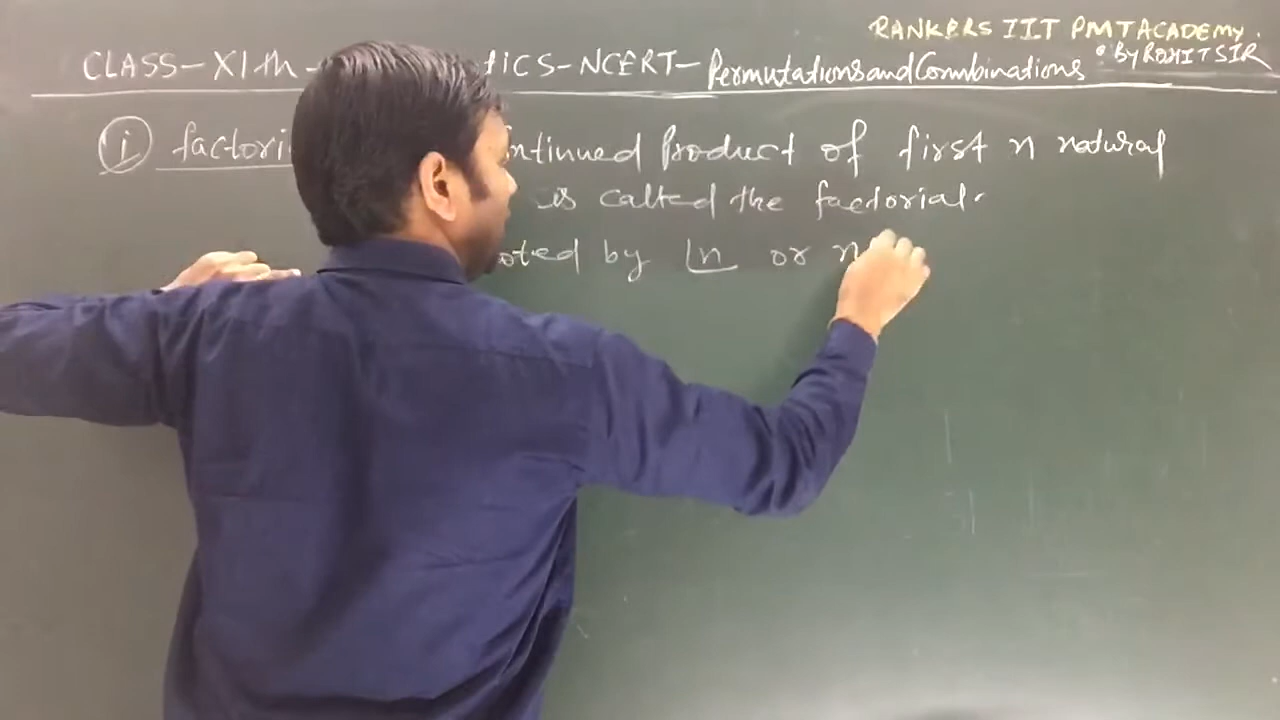 RANKERS IIT PMT ACADEMY.
CLASS-XIth - TICS-NCERT- Permutations and Combinations
By ROHIT SIR
(i) factori ntinued Product of first n natural
is called the factorial.
oted by ⌊n or n